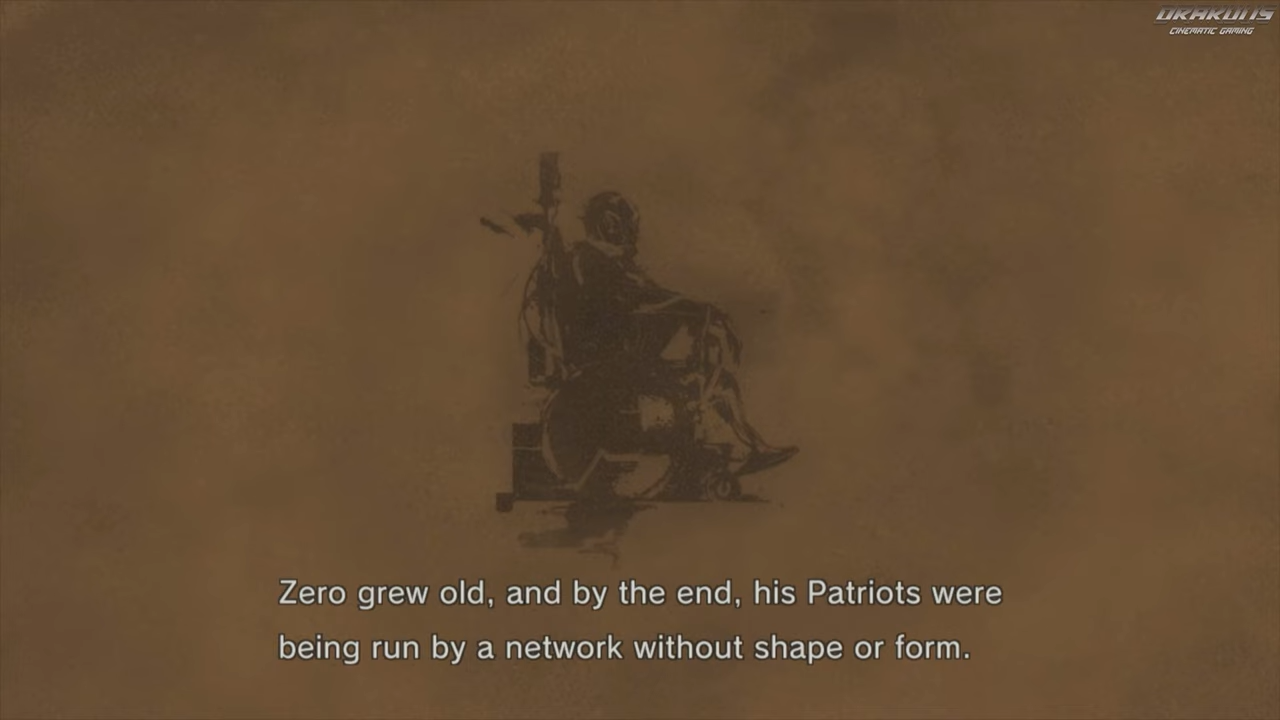 DRAKONS
CINEMATIC GAMING
Zero grew old, and by the end, his Patriots were
being run by a network without shape or form.